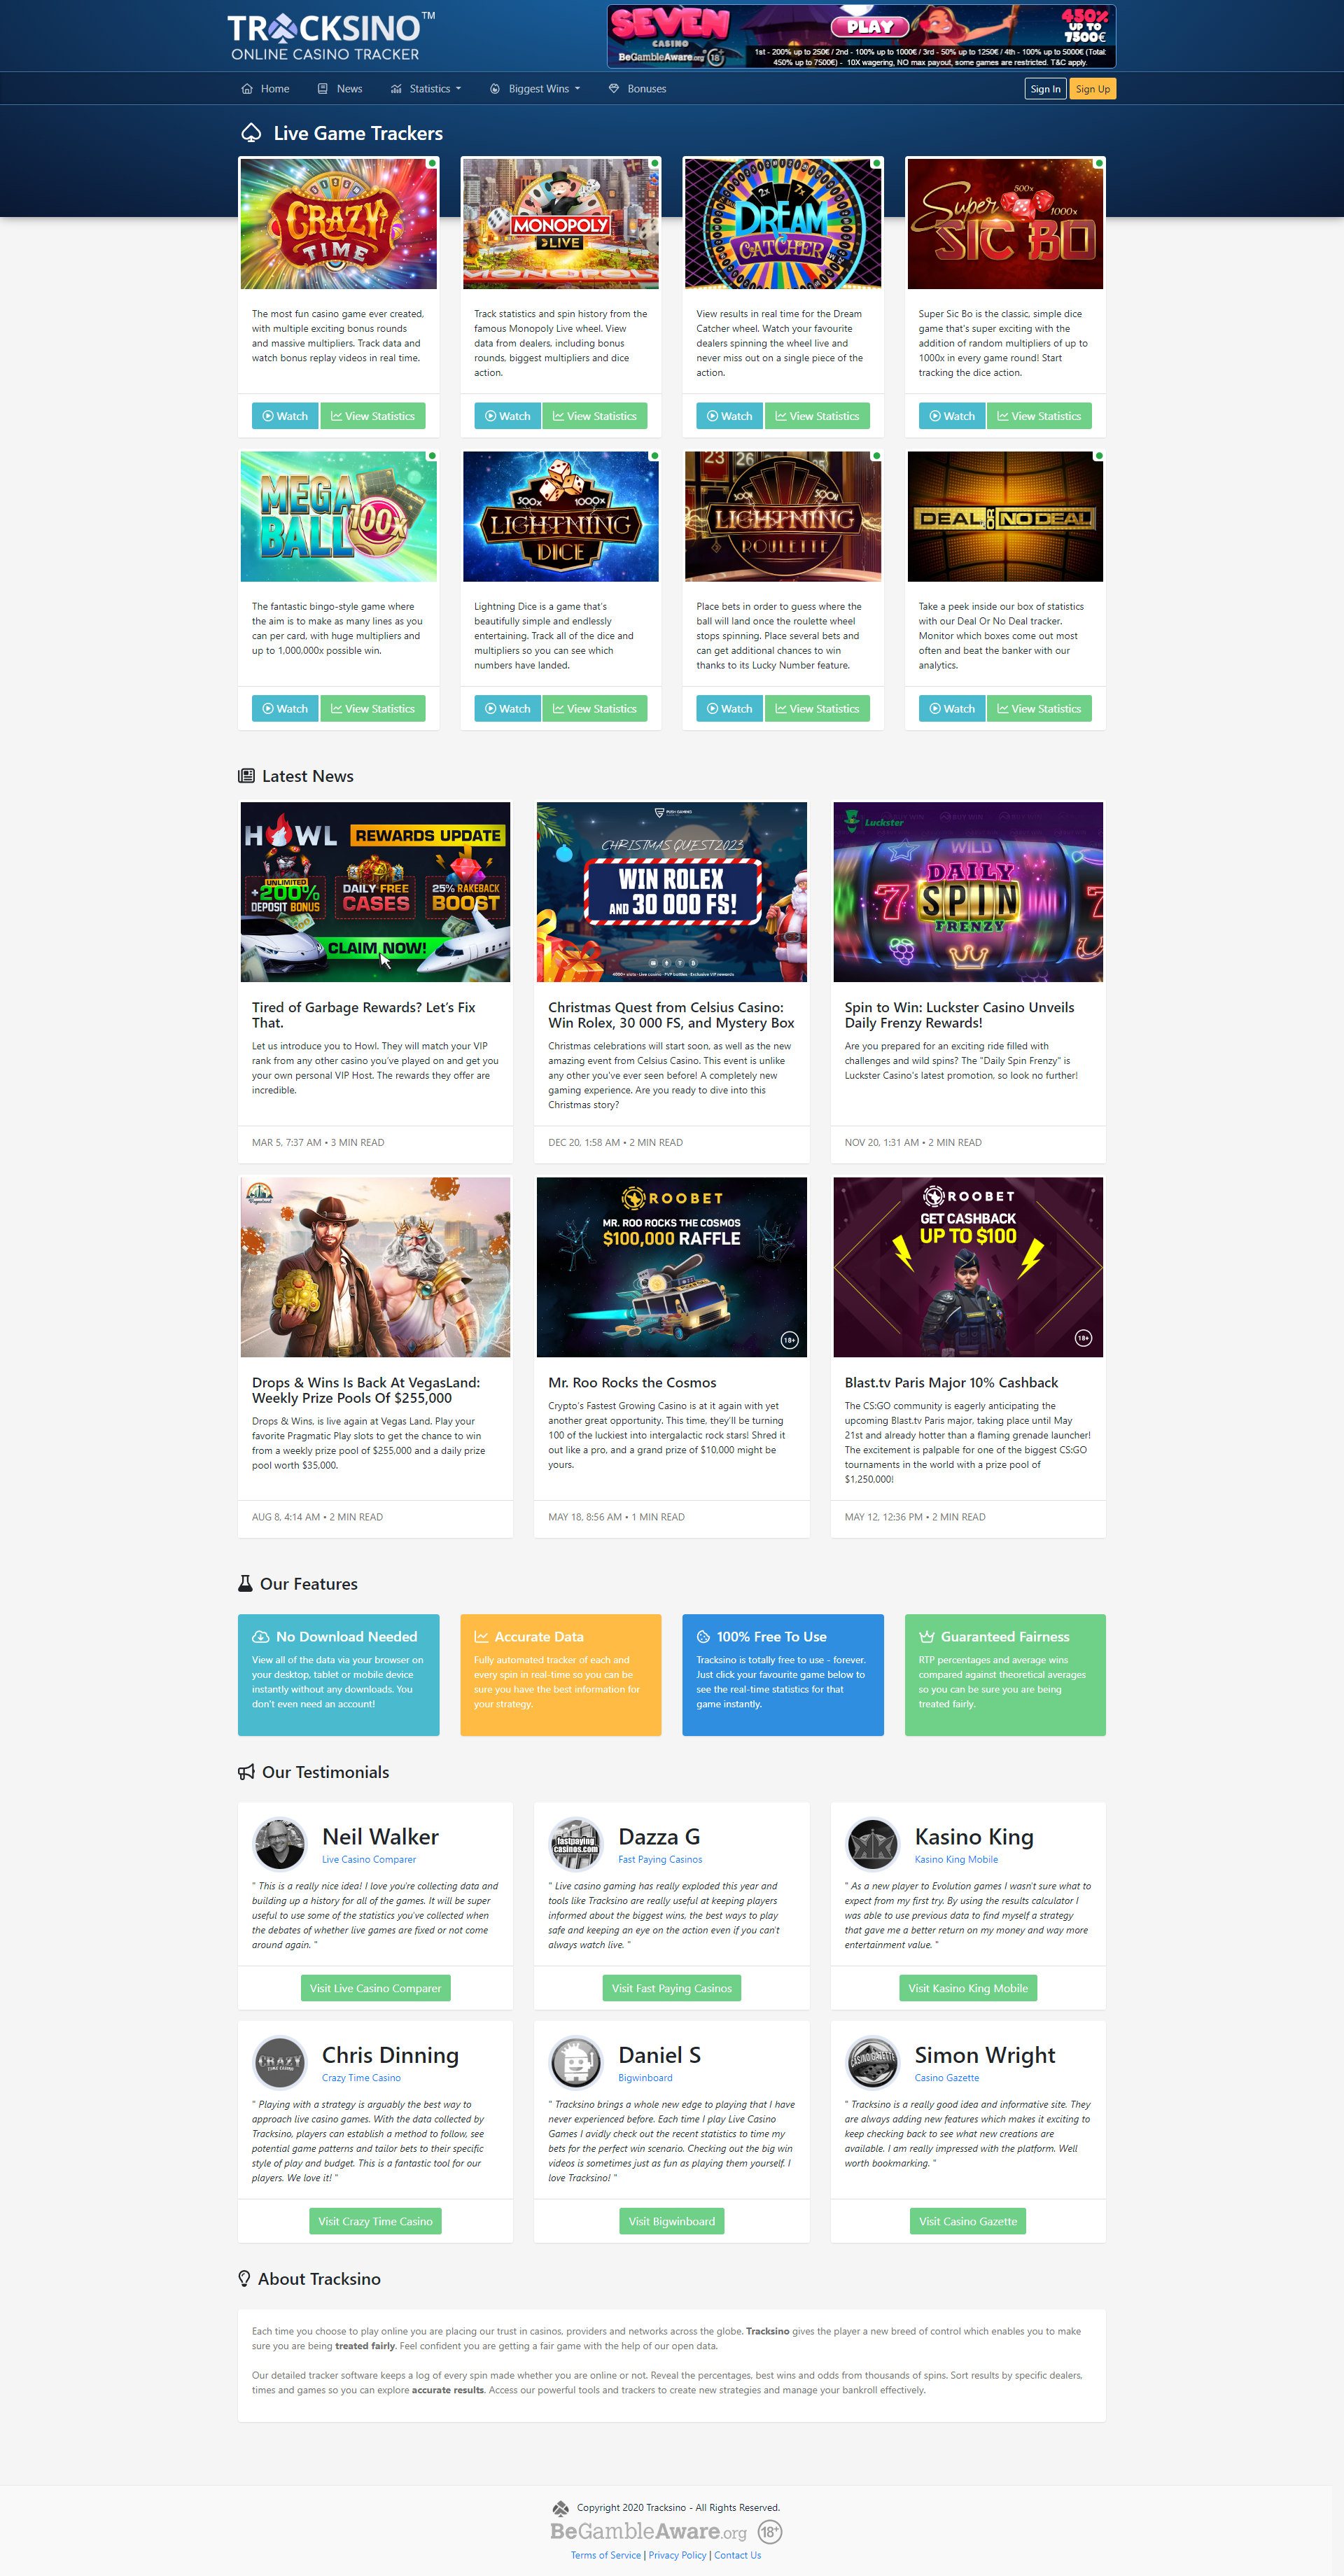 TRACKSINO™
ONLINE CASINO TRACKER
SEVEN
CASINO
BeGambleAware.org 18+
PLAY
450%
UP TO
7500€
1st - 200% up to 250€ / 2nd - 100% up to 1000€ / 3rd - 50% up to 1250€ / 4th - 100% up to 5000€ (Total:
450% up to 7500€) - 10X wagering, NO max payout, some games are restricted. T&C apply.
Home
News
Statistics
Biggest Wins
Bonuses
Sign In
Sign Up
Live Game Trackers
CRAZY
TIME
The most fun casino game ever created,
with multiple exciting bonus rounds
and massive multipliers. Track data and
watch bonus replay videos in real time.
Watch
View Statistics
MONOPOLY
LIVE
MONOPOLY
Track statistics and spin history from the
famous Monopoly Live wheel. View
data from dealers, including bonus
rounds, biggest multipliers and dice
action.
Watch
View Statistics
2x 7x
DREAM
CATCHER
View results in real time for the Dream
Catcher wheel. Watch your favourite
dealers spinning the wheel live and
never miss out on a single piece of the
action.
Watch
View Statistics
Super
500x
1000x
SIC BO
Super Sic Bo is the classic, simple dice
game that's super exciting with the
addition of random multipliers of up to
1000x in every game round! Start
tracking the dice action.
Watch
View Statistics
MEGA
BALL
100x
The fantastic bingo-style game where
the aim is to make as many lines as you
can per card, with huge multipliers and
up to 1,000,000x possible win.
Watch
View Statistics
500x 1000x
LIGHTNING
DICE
Lightning Dice is a game that's
beautifully simple and endlessly
entertaining. Track all of the dice and
multipliers so you can see which
numbers have landed.
Watch
View Statistics
23 26 35
500x 500x
LIGHTNING
ROULETTE
Place bets in order to guess where the
ball will land once the roulette wheel
stops spinning. Place several bets and
can get additional chances to win
thanks to its Lucky Number feature.
Watch
View Statistics
DEAL OR NO DEAL
Take a peek inside our box of statistics
with our Deal Or No Deal tracker.
Monitor which boxes come out most
often and beat the banker with our
analytics.
Watch
View Statistics
Latest News
HOWL
REWARDS UPDATE
UNLIMITED
+200%
DEPOSIT BONUS
DAILY FREE
CASES
25% RAKEBACK
BOOST
CLAIM NOW!
Tired of Garbage Rewards? Let’s Fix
That.
Let us introduce you to Howl. They will match your VIP
rank from any other casino you’ve played on and get you
your own personal VIP Host. The rewards they offer are
incredible.
MAR 5, 7:37 AM • 3 MIN READ
PUSH GAMING
CHRISTMAS QUEST 2023
WIN ROLEX
AND 30 000 FS!
4000+ slots · Live casino · PVP battles · Exclusive VIP rewards
Christmas Quest from Celsius Casino:
Win Rolex, 30 000 FS, and Mystery Box
Christmas celebrations will start soon, as well as the new
amazing event from Celsius Casino. This event is unlike
any other you've ever seen before! A completely new
gaming experience. Are you ready to dive into this
Christmas story?
DEC 20, 1:58 AM • 2 MIN READ
Luckster
WILD
DAILY
7 SPIN 7
FRENZY
Spin to Win: Luckster Casino Unveils
Daily Frenzy Rewards!
Are you prepared for an exciting ride filled with
challenges and wild spins? The "Daily Spin Frenzy" is
Luckster Casino's latest promotion, so look no further!
NOV 20, 1:31 AM • 2 MIN READ
Vegasland
Drops & Wins Is Back At VegasLand:
Weekly Prize Pools Of $255,000
Drops & Wins, is live again at Vegas Land. Play your
favorite Pragmatic Play slots to get the chance to win
from a weekly prize pool of $255,000 and a daily prize
pool worth $35,000.
AUG 8, 4:14 AM • 2 MIN READ
ROOBET
MR. ROO ROCKS THE COSMOS
$100,000 RAFFLE
18+
Mr. Roo Rocks the Cosmos
Crypto's Fastest Growing Casino is at it again with yet
another great opportunity. This time, they'll be turning
100 of the luckiest into intergalactic rock stars! Shred it
out like a pro, and a grand prize of $10,000 might be
yours.
MAY 18, 8:56 AM • 1 MIN READ
ROOBET
GET CASHBACK
UP TO $100
18+
Blast.tv Paris Major 10% Cashback
The CS:GO community is eagerly anticipating the
upcoming Blast.tv Paris major, taking place until May
21st and already hotter than a flaming grenade launcher!
The excitement is palpable for one of the biggest CS:GO
tournaments in the world with a prize pool of
$1,250,000!
MAY 12, 12:36 PM • 2 MIN READ
Our Features
No Download Needed
View all of the data via your browser on
your desktop, tablet or mobile device
instantly without any downloads. You
don't even need an account!
Accurate Data
Fully automated tracker of each and
every spin in real-time so you can be
sure you have the best information for
your strategy.
100% Free To Use
Tracksino is totally free to use - forever.
Just click your favourite game below to
see the real-time statistics for that
game instantly.
Guaranteed Fairness
RTP percentages and average wins
compared against theoretical averages
so you can be sure you are being
treated fairly.
Our Testimonials
Neil Walker
Live Casino Comparer
" This is a really nice idea! I love you're collecting data and
building up a history for all of the games. It will be super
useful to use some of the statistics you've collected when
the debates of whether live games are fixed or not come
around again. "
Visit Live Casino Comparer
fastpaying
casinos.com
Dazza G
Fast Paying Casinos
" Live casino gaming has really exploded this year and
tools like Tracksino are really useful at keeping players
informed about the biggest wins, the best ways to play
safe and keeping an eye on the action even if you can't
always watch live. "
Visit Fast Paying Casinos
Kasino King
Kasino King Mobile
" As a new player to Evolution games I wasn't sure what to
expect from my first try. By using the results calculator I
was able to use previous data to find myself a strategy
that gave me a better return on my money and way more
entertainment value. "
Visit Kasino King Mobile
CRAZY
TIME CASINO
Chris Dinning
Crazy Time Casino
" Playing with a strategy is arguably the best way to
approach live casino games. With the data collected by
Tracksino, players can establish a method to follow, see
potential game patterns and tailor bets to their specific
style of play and budget. This is a fantastic tool for our
players. We love it! "
Visit Crazy Time Casino
Daniel S
Bigwinboard
" Tracksino brings a whole new edge to playing that I have
never experienced before. Each time I play Live Casino
Games I avidly check out the recent statistics to time my
bets for the perfect win scenario. Checking out the big win
videos is sometimes just as fun as playing them yourself. I
love Tracksino! "
Visit Bigwinboard
CASINO GAZETTE
Simon Wright
Casino Gazette
" Tracksino is a really good idea and informative site. They
are always adding new features which makes it exciting to
keep checking back to see what new creations are
available. I am really impressed with the platform. Well
worth bookmarking. "
Visit Casino Gazette
About Tracksino
Each time you choose to play online you are placing our trust in casinos, providers and networks across the globe. Tracksino gives the player a new breed of control which enables you to make
sure you are being treated fairly. Feel confident you are getting a fair game with the help of our open data.
Our detailed tracker software keeps a log of every spin made whether you are online or not. Reveal the percentages, best wins and odds from thousands of spins. Sort results by specific dealers,
times and games so you can explore accurate results. Access our powerful tools and trackers to create new strategies and manage your bankroll effectively.
Copyright 2020 Tracksino - All Rights Reserved.
BeGambleAware.org 18+
Terms of Service | Privacy Policy | Contact Us